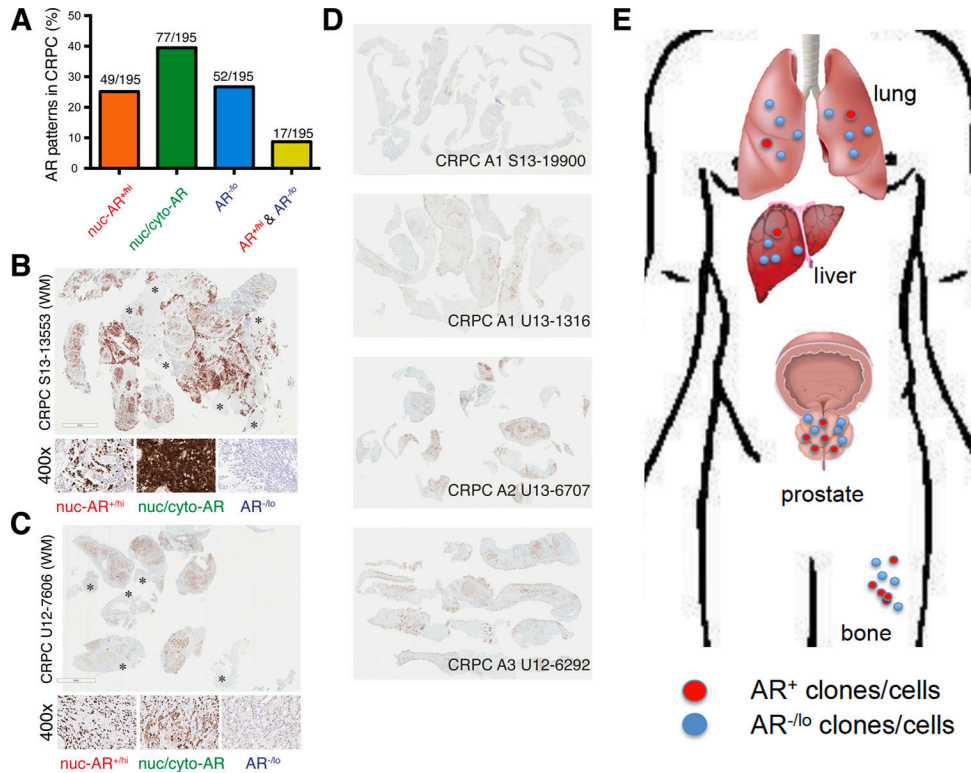 A
AR patterns in CRPC (%)
50
40
30
20
10
0
49/195
77/195
52/195
17/195
nuc-AR+/hi
nuc/cyto-AR
AR-/lo
AR+/hi & AR-/lo
B
CRPC S13-13553 (WM)
*
*
*
*
*
*
400x
nuc-AR+/hi
nuc/cyto-AR
AR-/lo
C
CRPC U12-7606 (WM)
*
*
*
*
*
400x
nuc-AR+/hi
nuc/cyto-AR
AR-/lo
D
CRPC A1 S13-19900
CRPC A1 U13-1316
CRPC A2 U13-6707
CRPC A3 U12-6292
E
lung
liver
prostate
bone
AR+ clones/cells
AR-/lo clones/cells